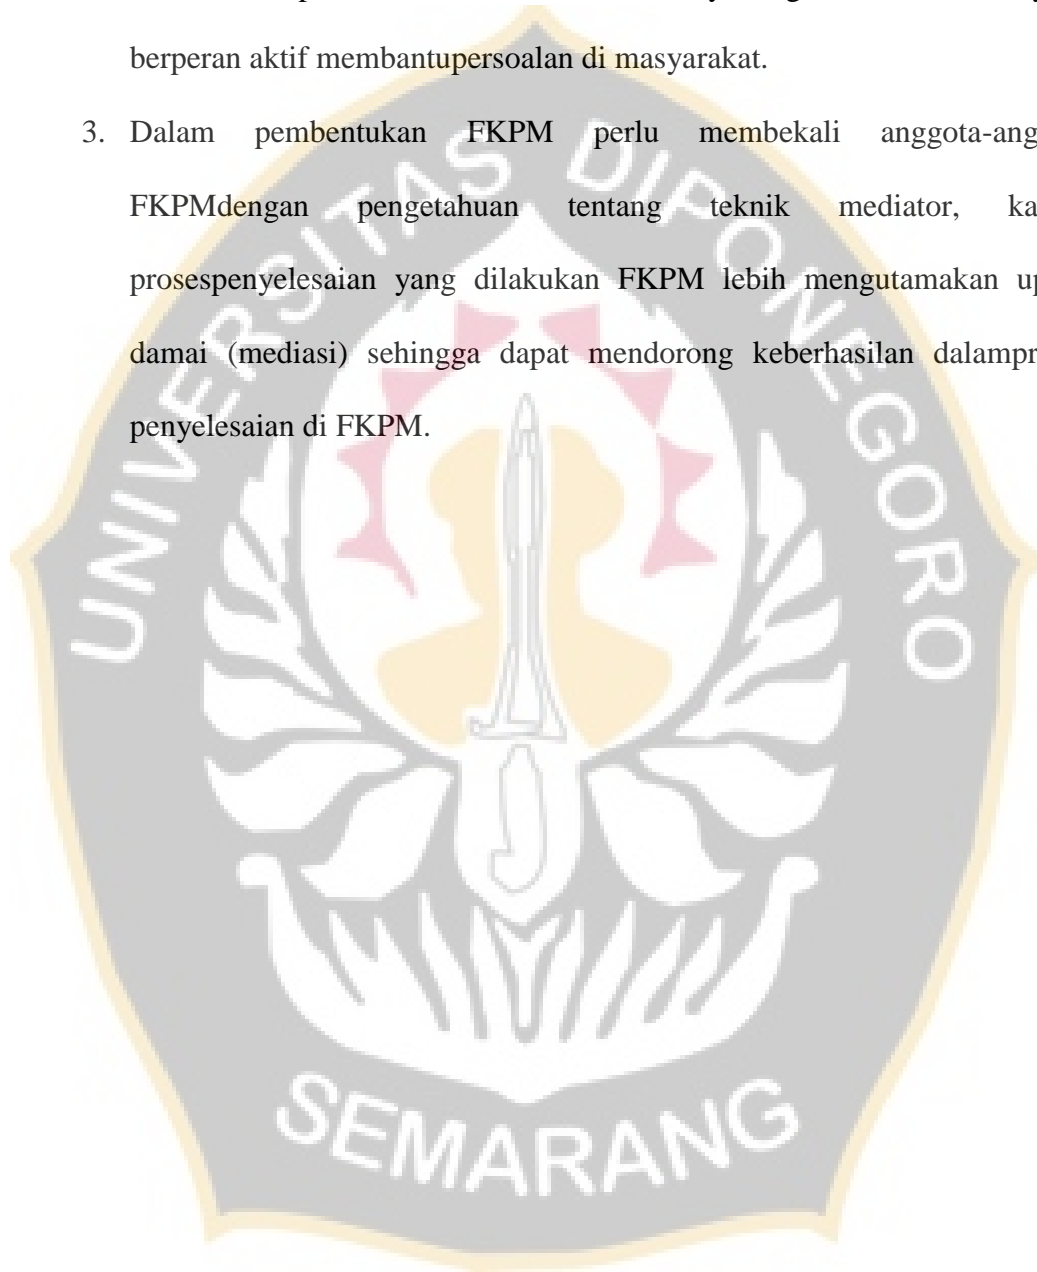 berperan aktif membantupersoalan di masyarakat.
3. Dalam pembentukan FKPM perlu membekali anggota-ang
FKPMdengan pengetahuan tentang teknik mediator, ka
prosespenyelesaian yang dilakukan FKPM lebih mengutamakan up
damai (mediasi) sehingga dapat mendorong keberhasilan dalampr
penyelesaian di FKPM.
UNIVERSITAS DIPONEGORO
SEMARANG